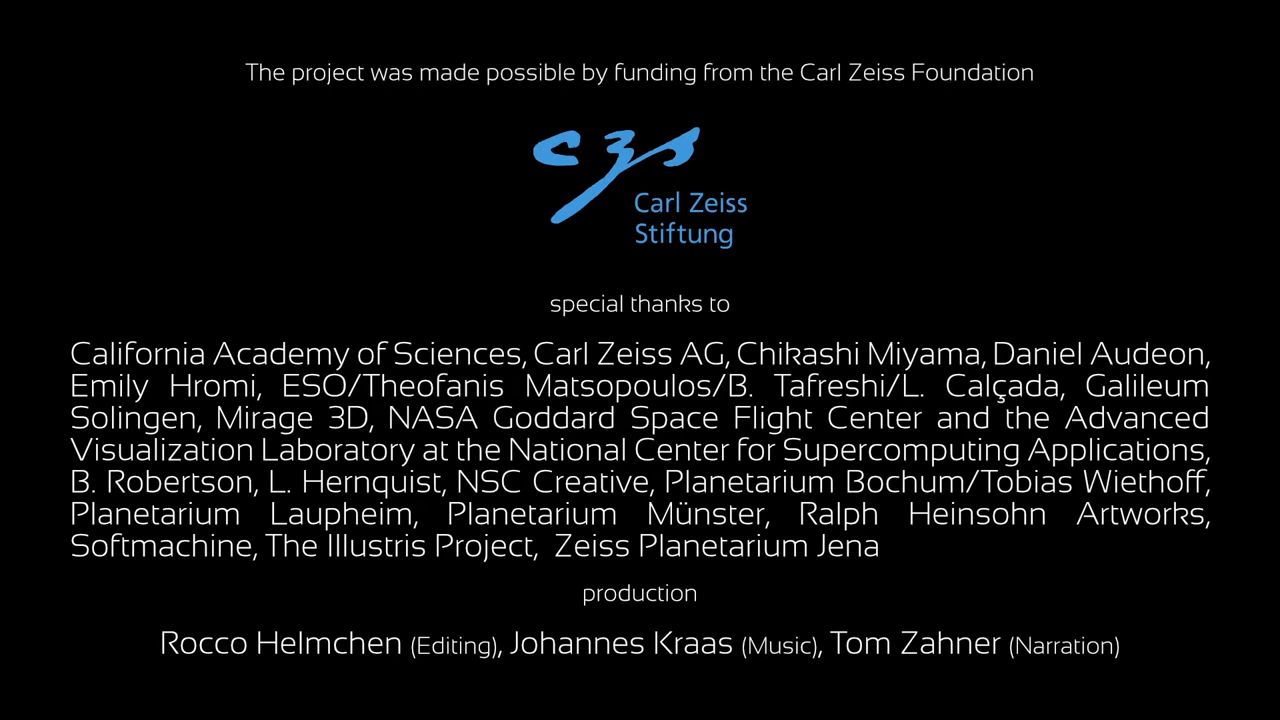 The project was made possible by funding from the Carl Zeiss Foundation
czs
Carl Zeiss
Stiftung
special thanks to
California Academy of Sciences, Carl Zeiss AG, Chikashi Miyama, Daniel Audeon,
Emily Hromi, ESO/Theofanis Matsopoulos/B. Tafreshi/L. Calçada, Galileum
Solingen, Mirage 3D, NASA Goddard Space Flight Center and the Advanced
Visualization Laboratory at the National Center for Supercomputing Applications,
B. Robertson, L. Hernquist, NSC Creative, Planetarium Bochum/Tobias Wiethoff,
Planetarium Laupheim, Planetarium Münster, Ralph Heinsohn Artworks,
Softmachine, The Illustris Project, Zeiss Planetarium Jena
production
Rocco Helmchen (Editing), Johannes Kraas (Music), Tom Zahner (Narration)